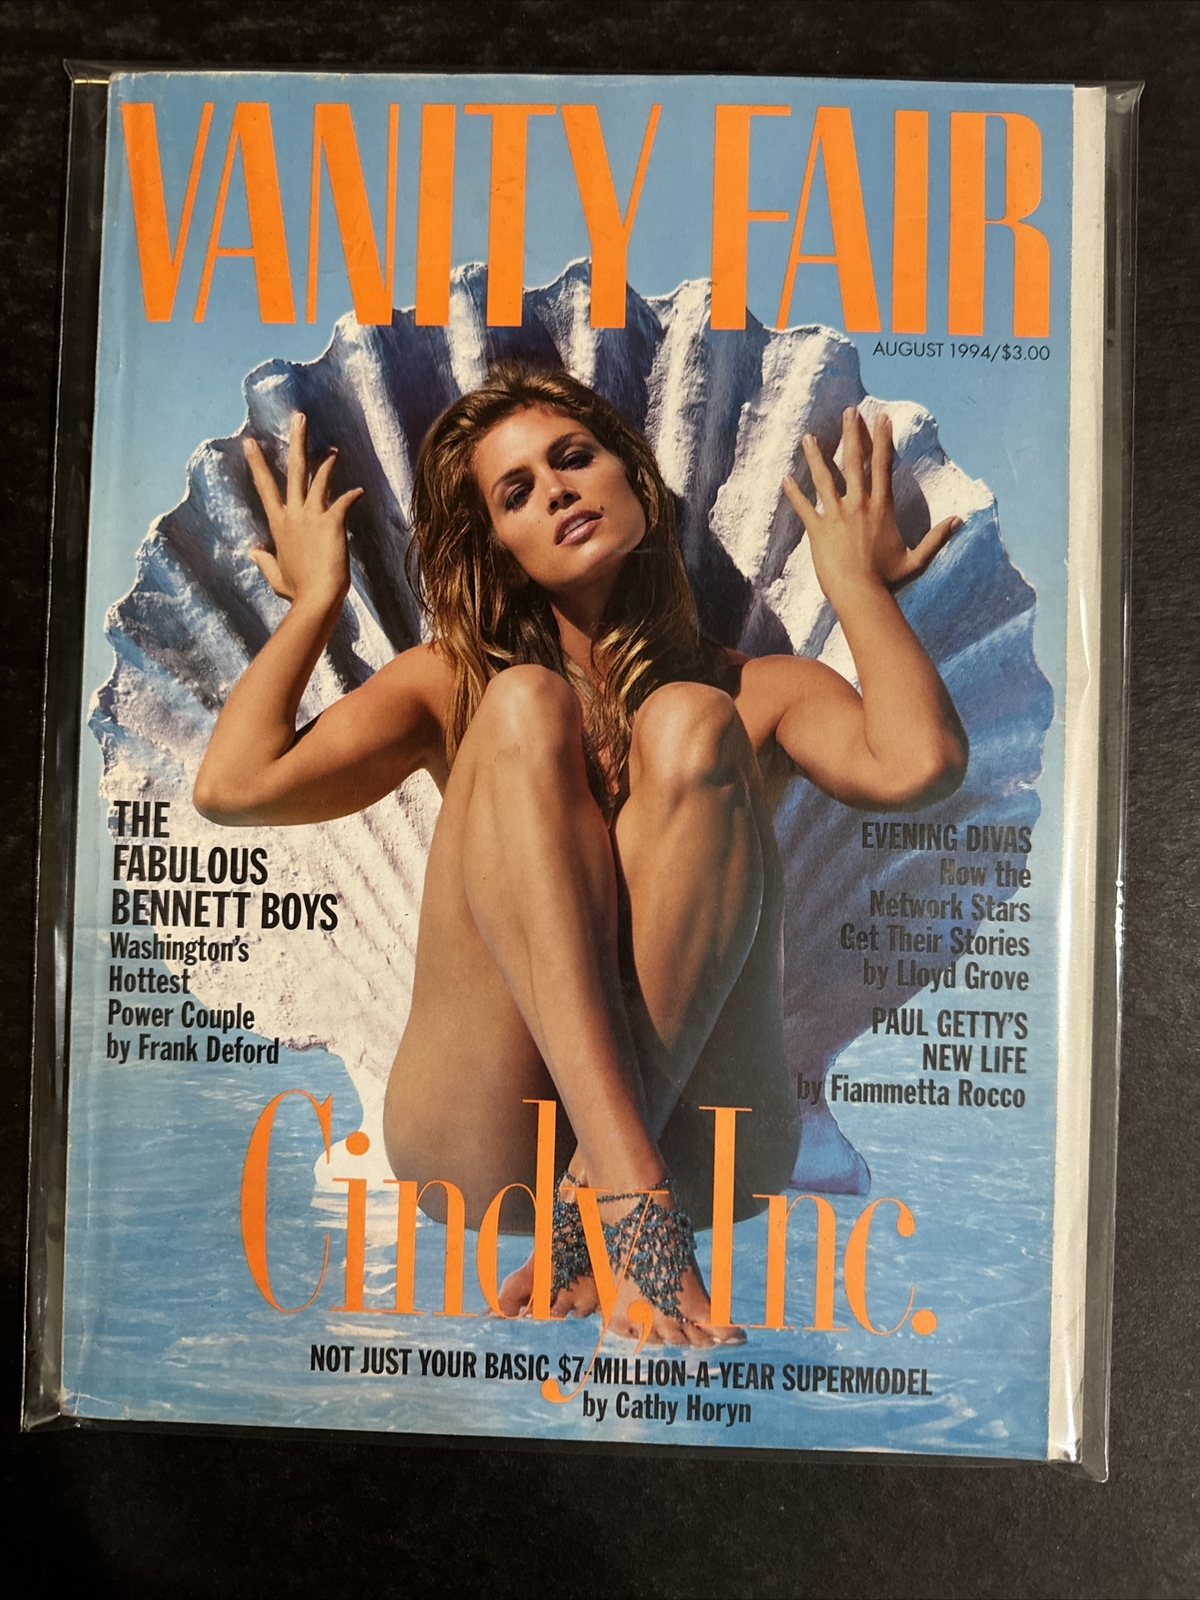 VANITY FAIR
AUGUST 1994/$3.00
THE
FABULOUS
BENNETT BOYS
Washington's
Hottest
Power Couple
by Frank Deford
EVENING DIVAS
How the
Network Stars
Get Their Stories
by Lloyd Grove
PAUL GETTY'S
NEW LIFE
by Fiammetta Rocco
Cindy, Inc.
NOT JUST YOUR BASIC $7-MILLION-A-YEAR SUPERMODEL
by Cathy Horyn